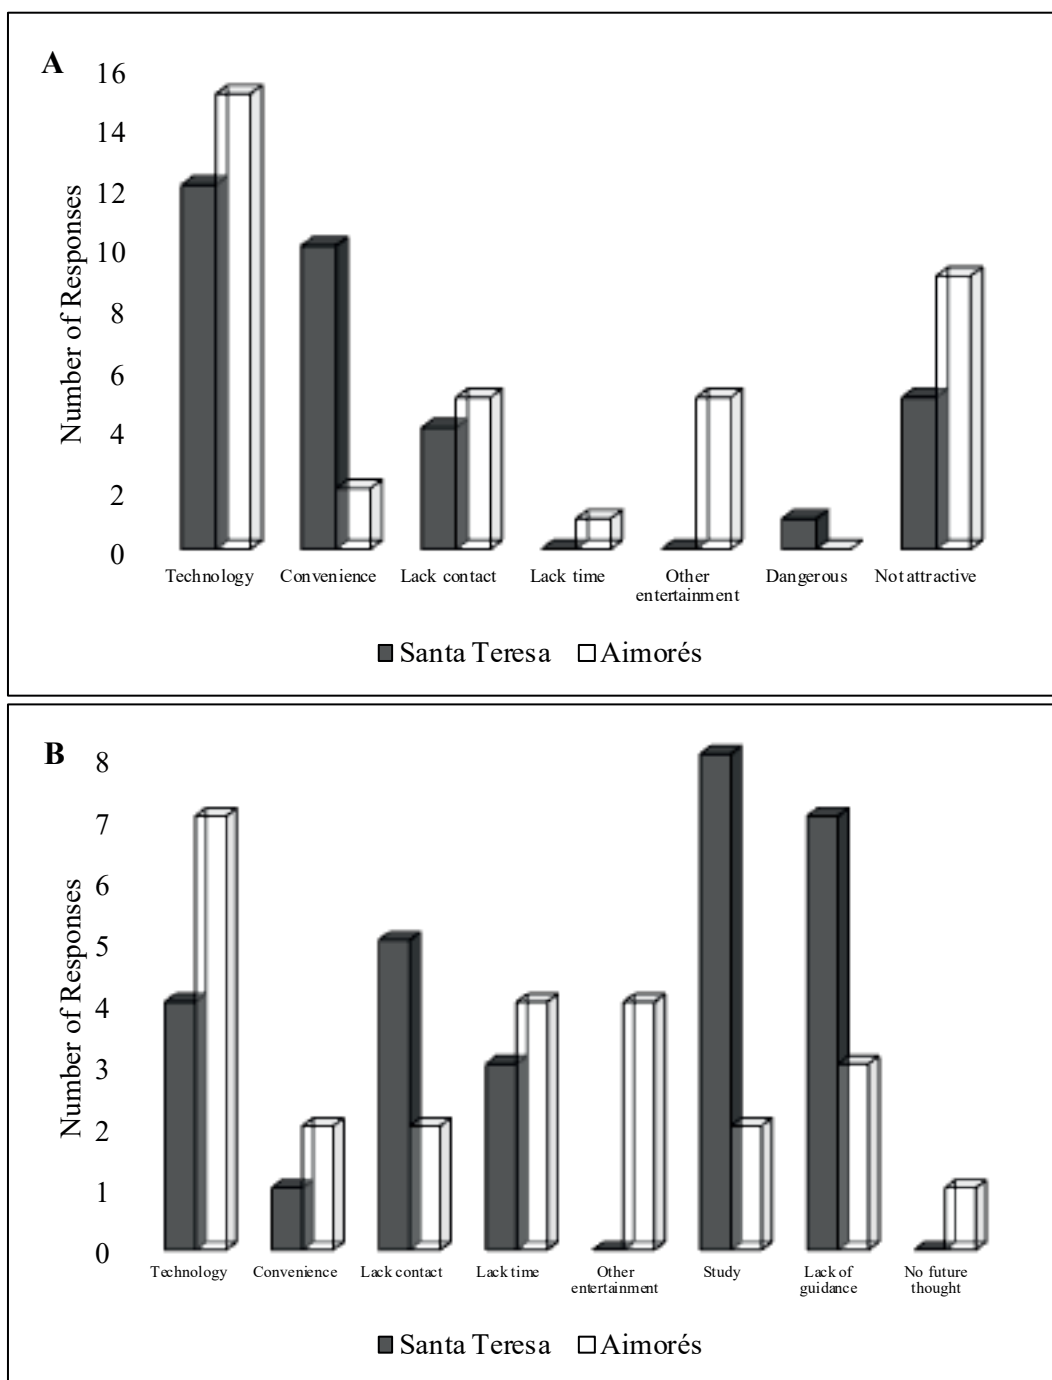 A
16
14
12
10
8
6
4
2
0
Number of Responses
Technology Convenience Lack contact Lack time Other entertainment Dangerous Not attractive
Santa Teresa Aimorés
B
8
7
6
5
4
3
2
1
0
Number of Responses
Technology Convenience Lack contact Lack time Other entertainment Study Lack of guidance No future thought
Santa Teresa Aimorés